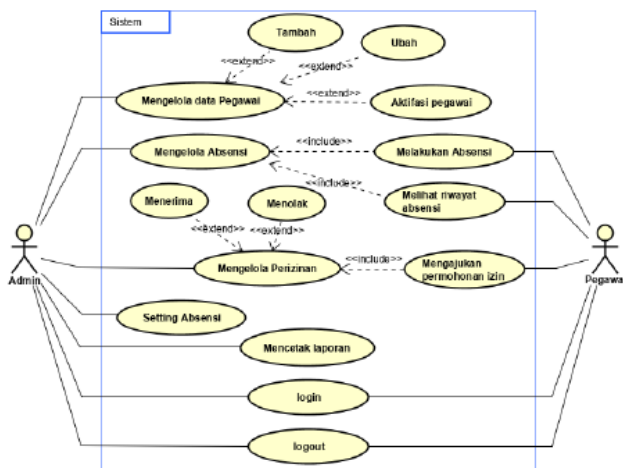 Sistem
Tambah
Ubah
<<extend>>
<<extend>>
Mengelola data Pegawai
<<extend>>
Aktifasi pegawai
Mengelola Absensi
<<include>>
Melakukan Absensi
<<include>>
Melihat riwayat
absensi
Menerima
Menolak
<<extend>>
<<extend>>
Mengelola Perizinan
<<include>>
Mengajukan
permohonan izin
Admin
Pegawa
Setting Absensi
Mencetak laporan
login
logout